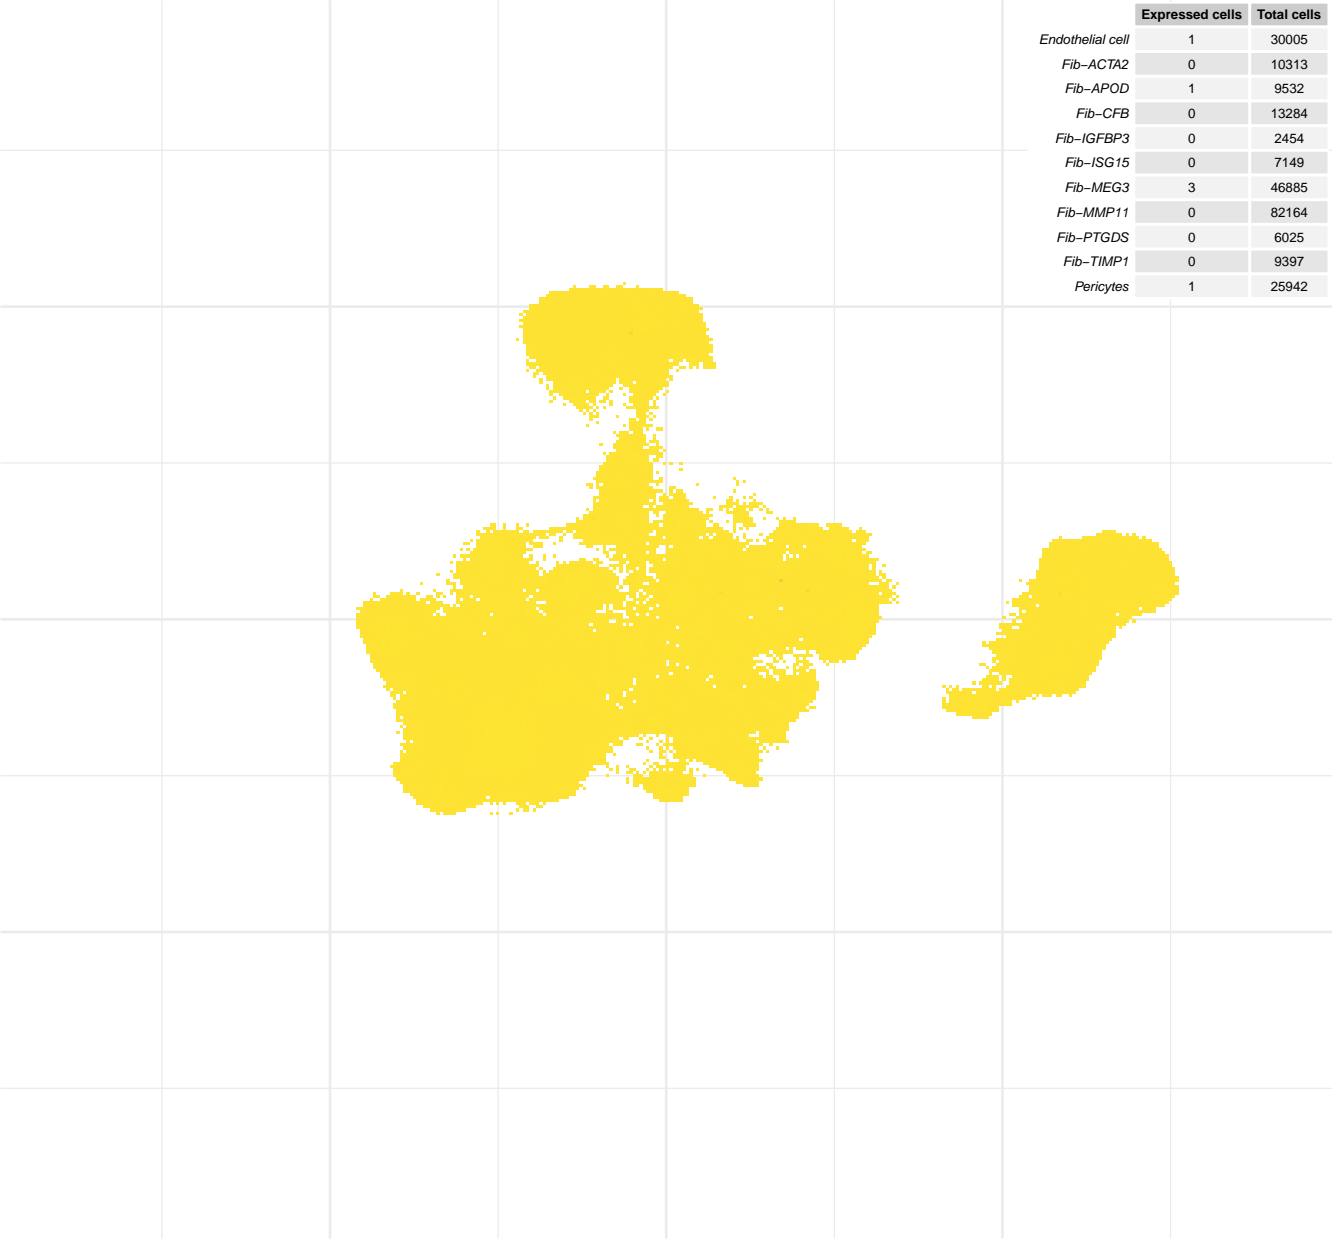 Expressed cells Total cells
Endothelial cell 1 30005
Fib−ACTA2 0 10313
Fib−APOD 1 9532
Fib−CFB 0 13284
Fib−IGFBP3 0 2454
Fib−ISG15 0 7149
Fib−MEG3 3 46885
Fib−MMP11 0 82164
Fib−PTGDS 0 6025
Fib−TIMP1 0 9397
Pericytes 1 25942